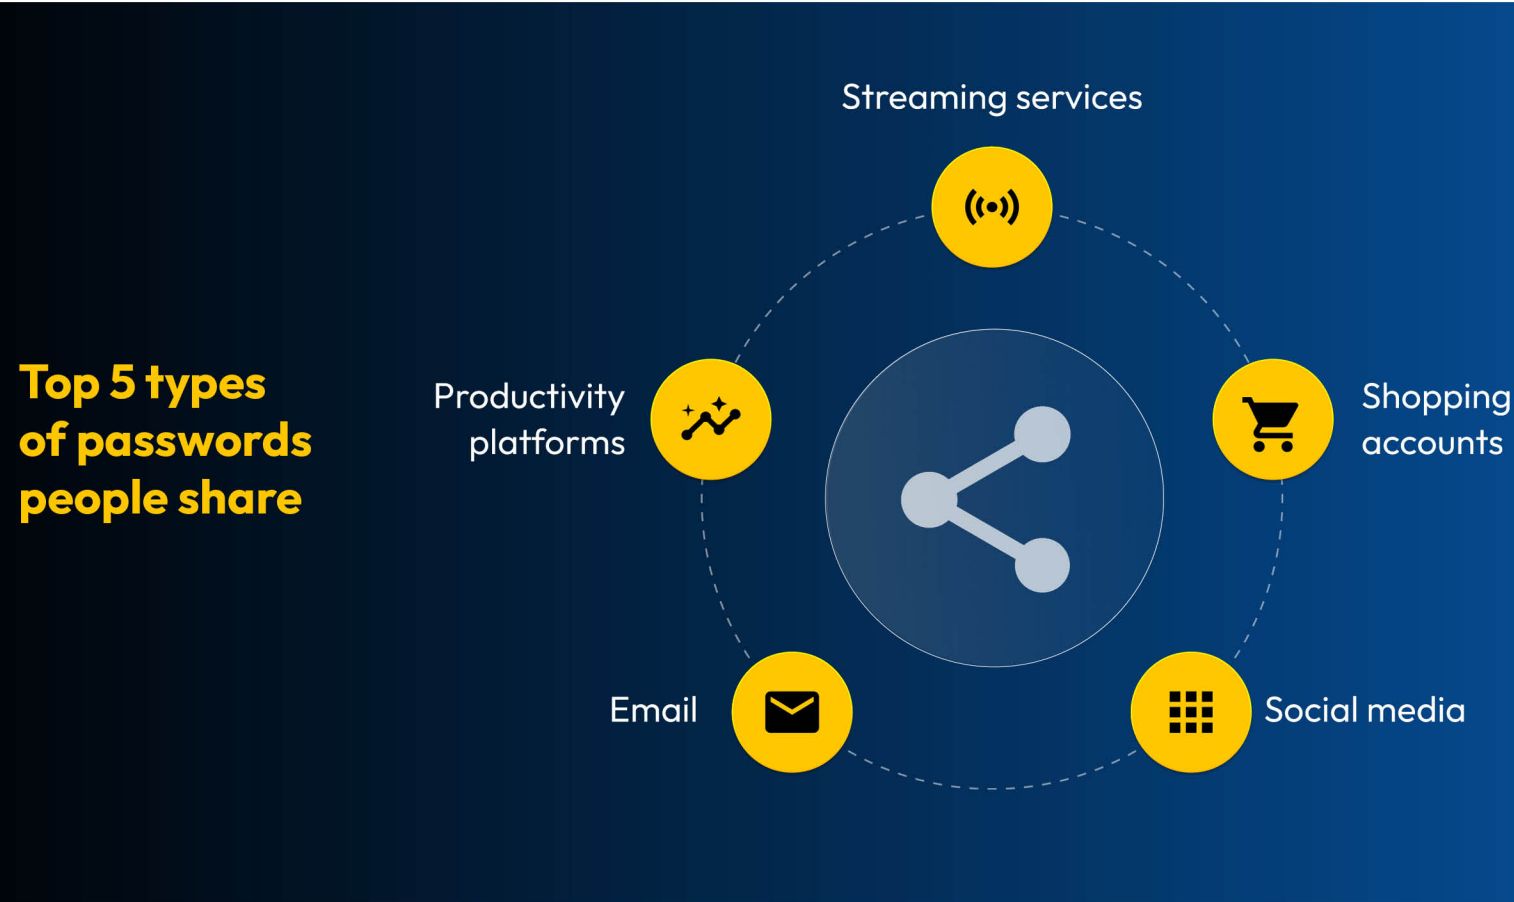 Top 5 types
of passwords
people share
Streaming services
Shopping
accounts
Social media
Email
Productivity
platforms